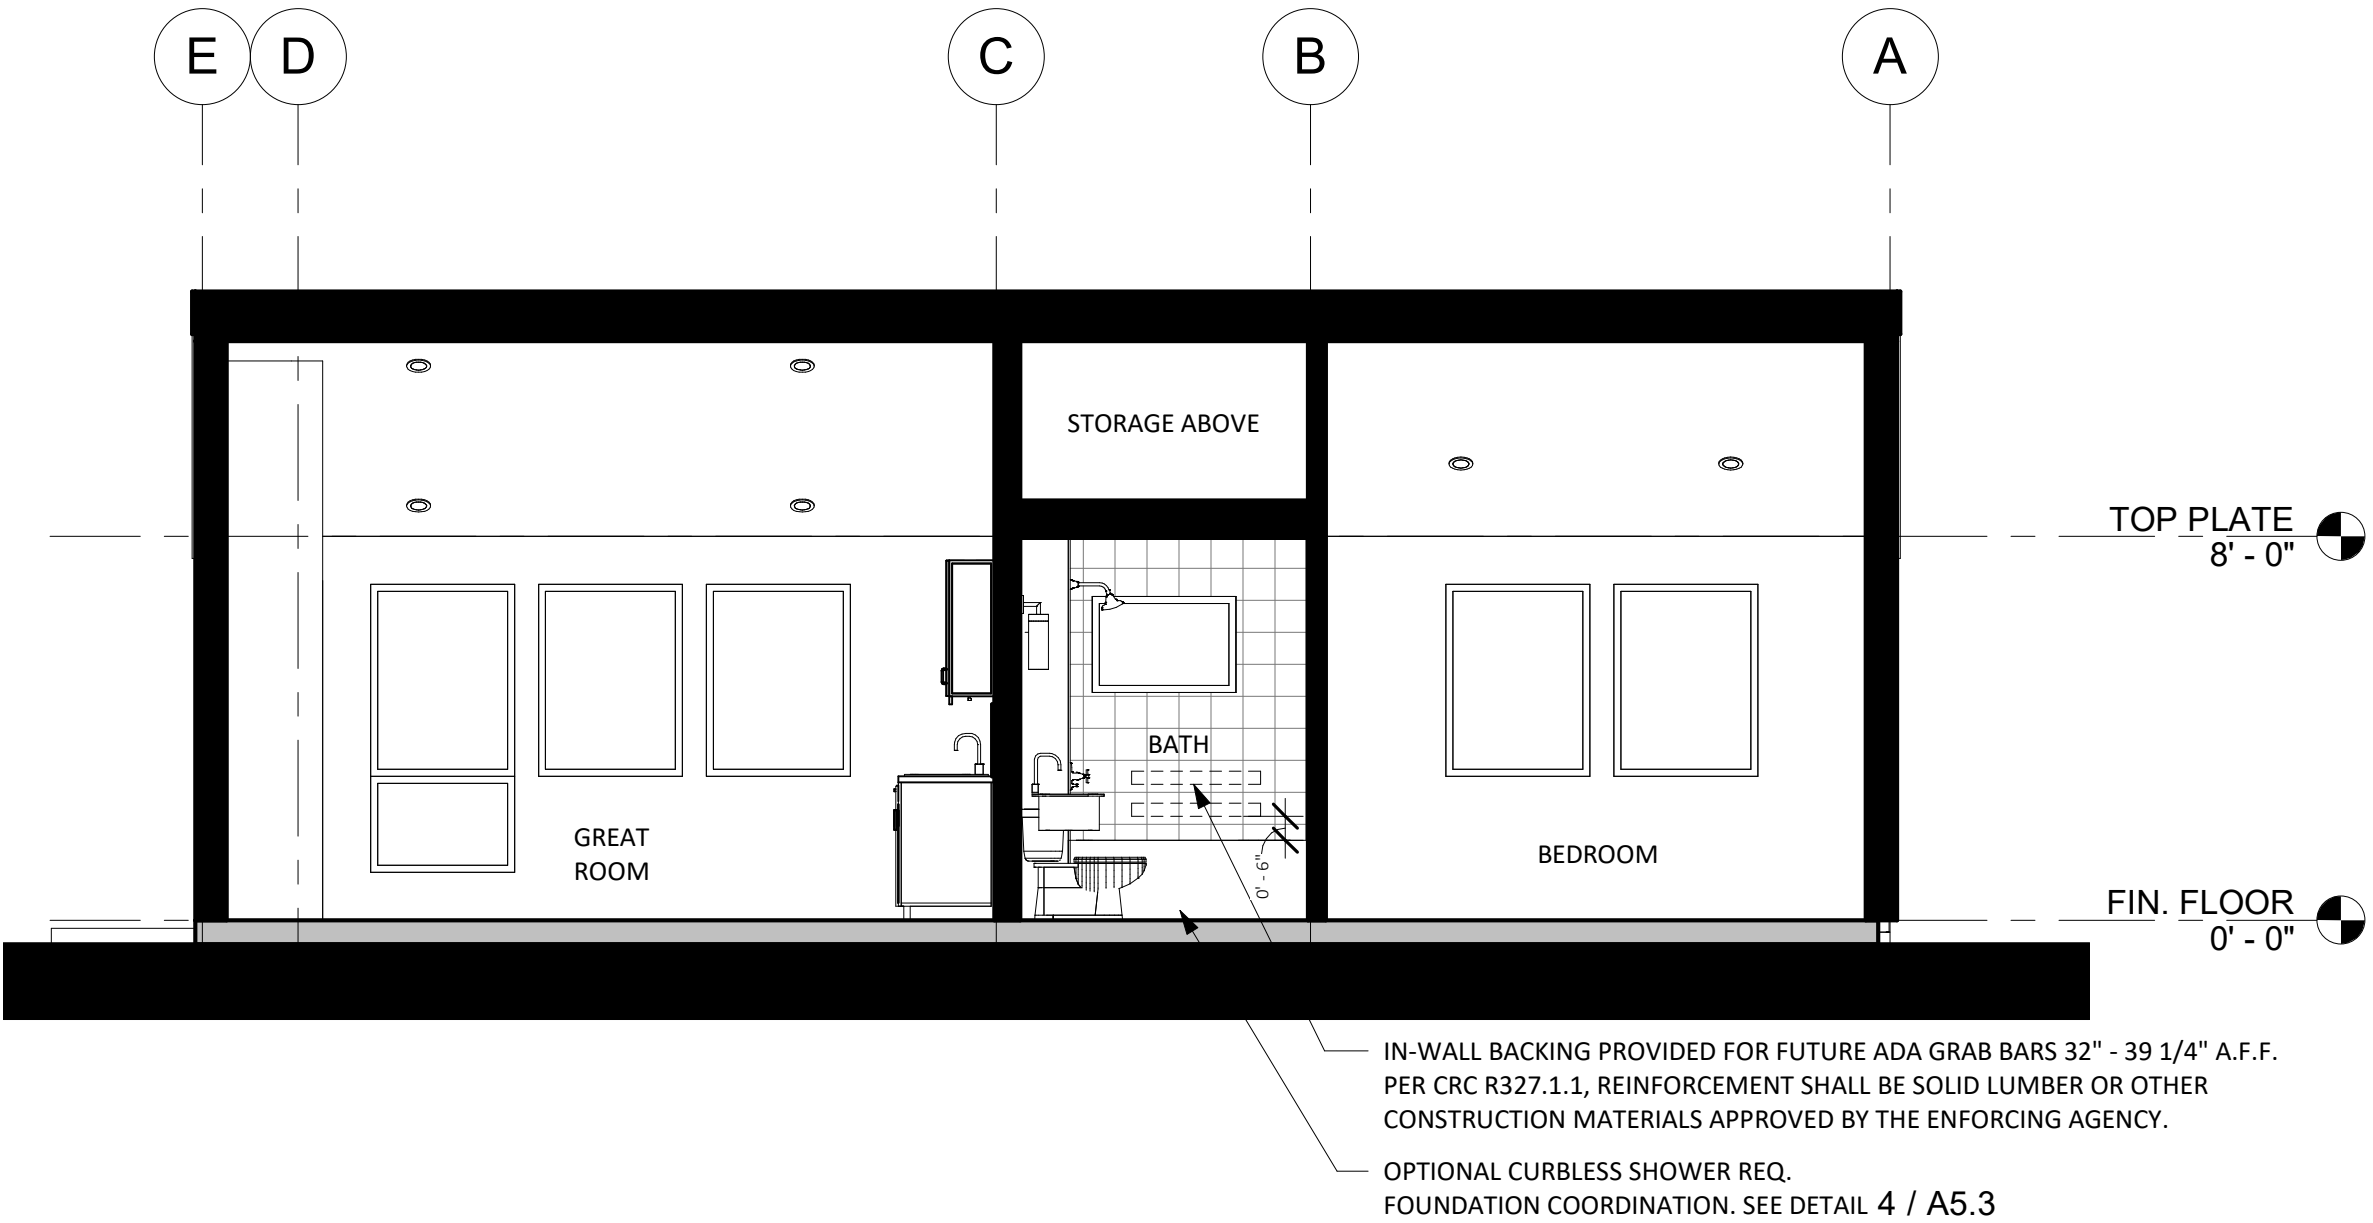 E D C B A
STORAGE ABOVE
TOP PLATE
8' - 0"
BATH
GREAT
ROOM
BEDROOM
0' - 6"
FIN. FLOOR
0' - 0"
IN-WALL BACKING PROVIDED FOR FUTURE ADA GRAB BARS 32" - 39 1/4" A.F.F.
PER CRC R327.1.1, REINFORCEMENT SHALL BE SOLID LUMBER OR OTHER
CONSTRUCTION MATERIALS APPROVED BY THE ENFORCING AGENCY.
OPTIONAL CURBLESS SHOWER REQ.
FOUNDATION COORDINATION. SEE DETAIL 4 / A5.3